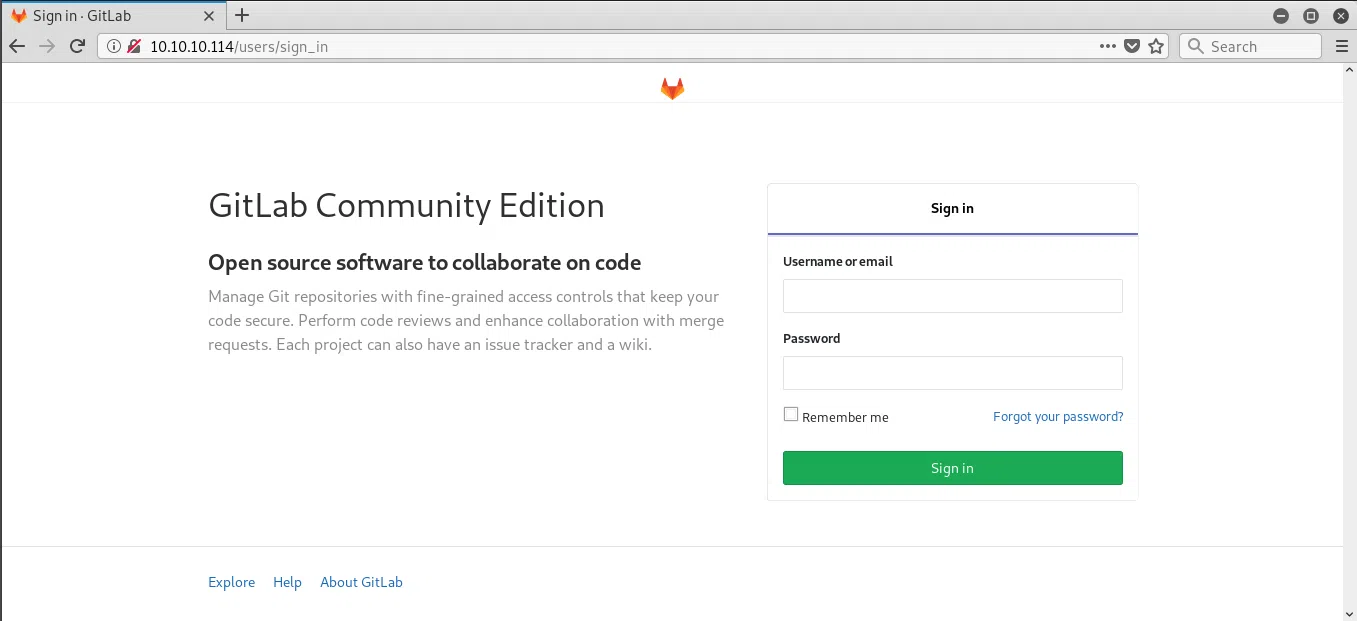 Sign in · GitLab
10.10.10.114/users/sign_in
Search
GitLab Community Edition
Open source software to collaborate on code
Manage Git repositories with fine-grained access controls that keep your
code secure. Perform code reviews and enhance collaboration with merge
requests. Each project can also have an issue tracker and a wiki.
Sign in
Username or email
Password
Remember me
Forgot your password?
Sign in
Explore
Help
About GitLab